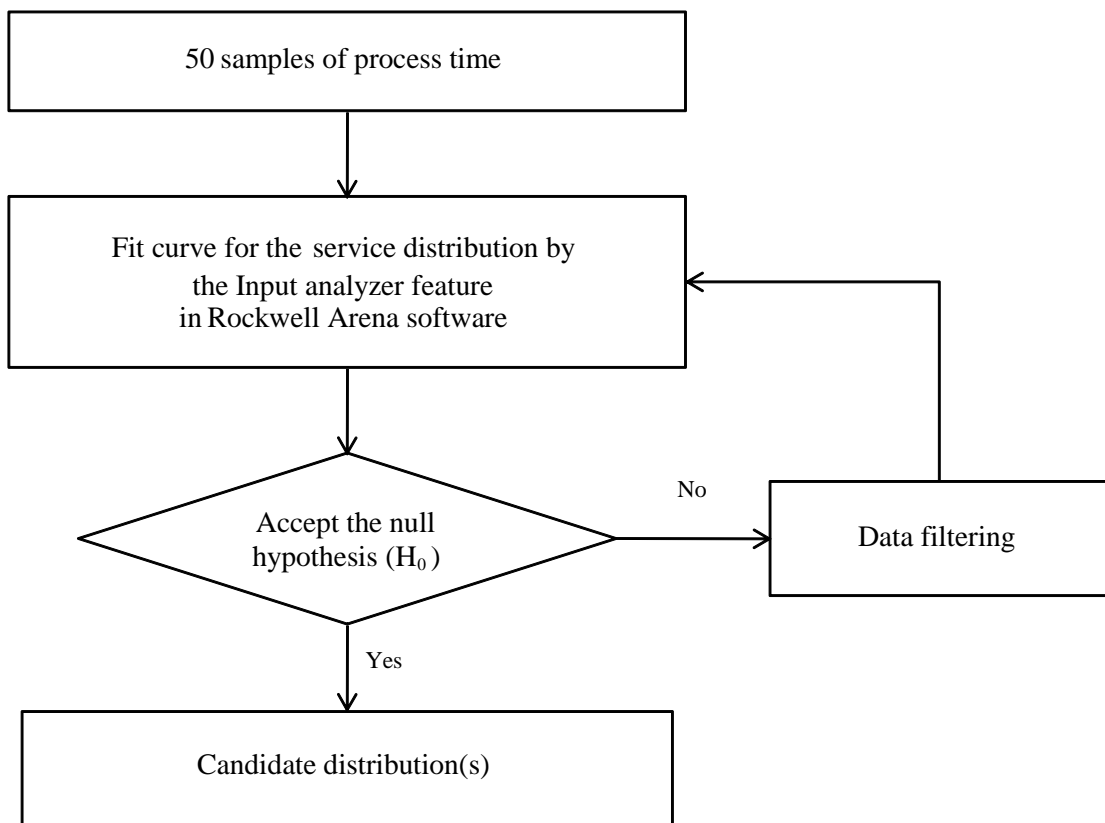 50 samples of process time
Fit curve for the service distribution by
the Input analyzer feature
in Rockwell Arena software
No
Accept the null
hypothesis (H₀)
Data filtering
Yes
Candidate distribution(s)